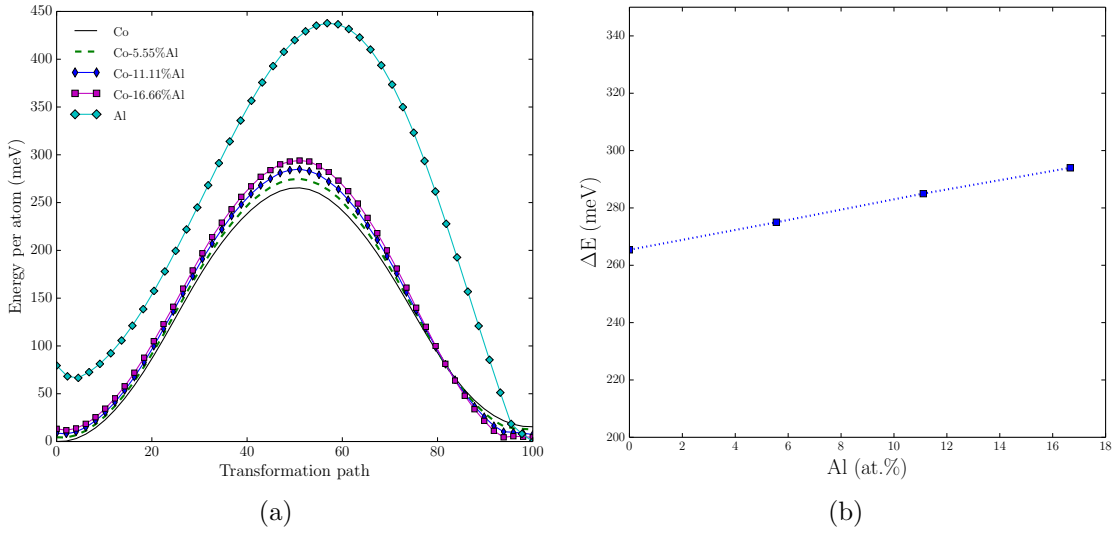 450
400
350
300
250
200
150
100
50
0
Energy per atom (meV)
Co
Co-5.55%Al
Co-11.11%Al
Co-16.66%Al
Al
0 20 40 60 80 100
Transformation path
(a)
340
320
300
280
260
240
220
200
ΔE (meV)
0 2 4 6 8 10 12 14 16 18
Al (at.%)
(b)